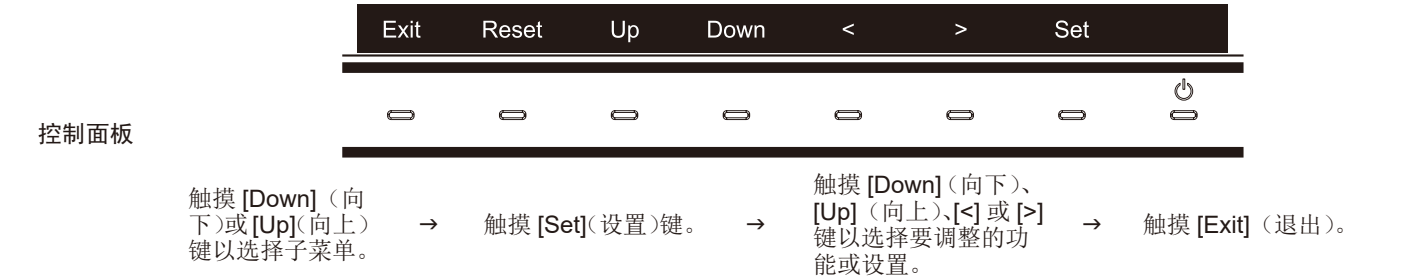 Exit Reset Up Down < > Set
控制面板
触摸 [Down]（向
下）或 [Up]（向上）
键以选择子菜单。
→
触摸 [Set]（设置）键。
→
触摸 [Down]（向下）、
[Up]（向上）、[<] 或 [>]
键以选择要调整的功
能或设置。
→
触摸 [Exit]（退出）。